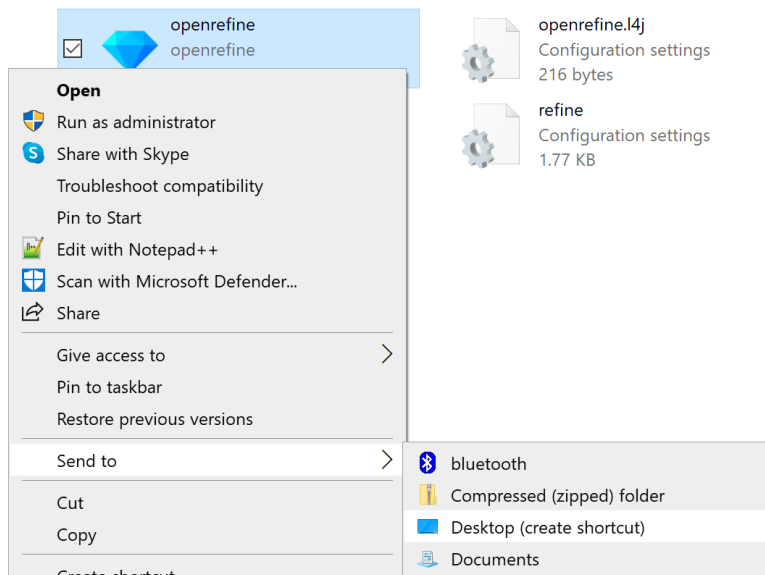 openrefine
openrefine
openrefine.l4j
Configuration settings
216 bytes
refine
Configuration settings
1.77 KB
Open
Run as administrator
S
Share with Skype
Troubleshoot compatibility
Pin to Start
Edit with Notepad++
Scan with Microsoft Defender...
Share
Give access to
Pin to taskbar
Restore previous versions
Send to
Cut
Copy
Create shortcut
bluetooth
Compressed (zipped) folder
Desktop (create shortcut)
Documents